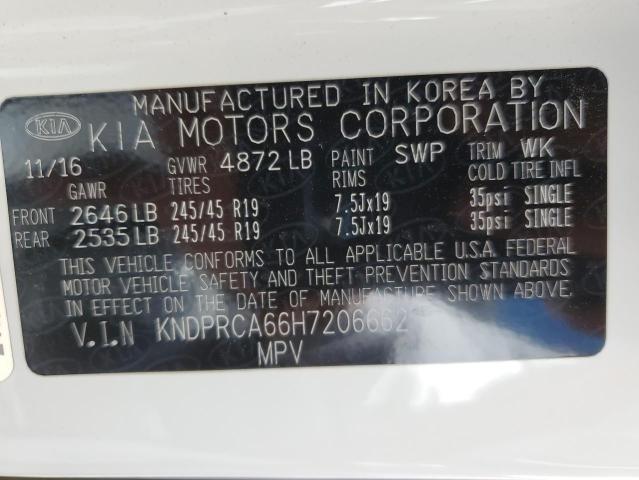 MANUFACTURED IN KOREA BY
KIA KIA MOTORS CORPORATION
11/16 GVWR 4872 LB PAINT SWP TRIM WK
GAWR TIRES RIMS COLD TIRE INFL
FRONT 2646 LB 245/45 R19 7.5Jx19 35psi SINGLE
REAR 2535 LB 245/45 R19 7.5Jx19 35psi SINGLE
THIS VEHICLE CONFORMS TO ALL APPLICABLE U.S.A. FEDERAL
MOTOR VEHICLE SAFETY AND THEFT PREVENTION STANDARDS
IN EFFECT ON THE DATE OF MANUFACTURE SHOWN ABOVE.
V.I.N KNDPRCA66H7206662
MPV